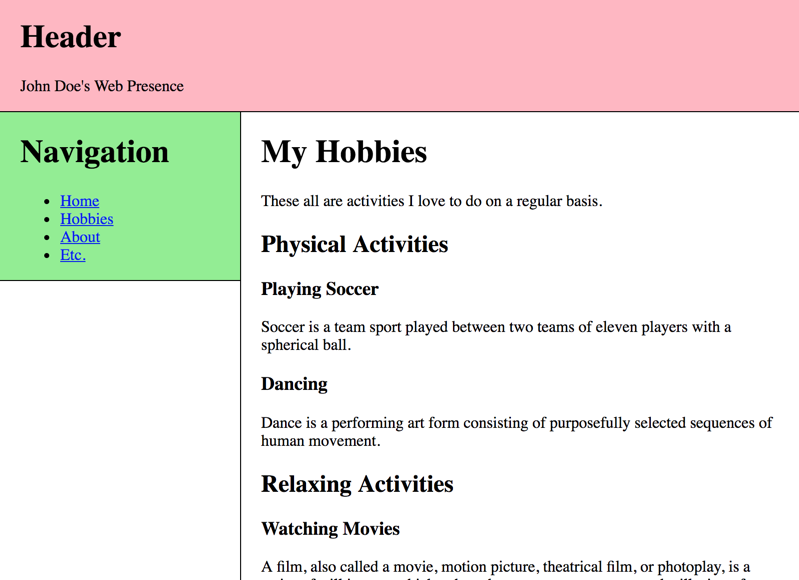 Header
John Doe's Web Presence
Navigation
Home
Hobbies
About
Etc.
My Hobbies
These all are activities I love to do on a regular basis.
Physical Activities
Playing Soccer
Soccer is a team sport played between two teams of eleven players with a
spherical ball.
Dancing
Dance is a performing art form consisting of purposefully selected sequences of
human movement.
Relaxing Activities
Watching Movies
A film, also called a movie, motion picture, theatrical film, or photoplay, is a